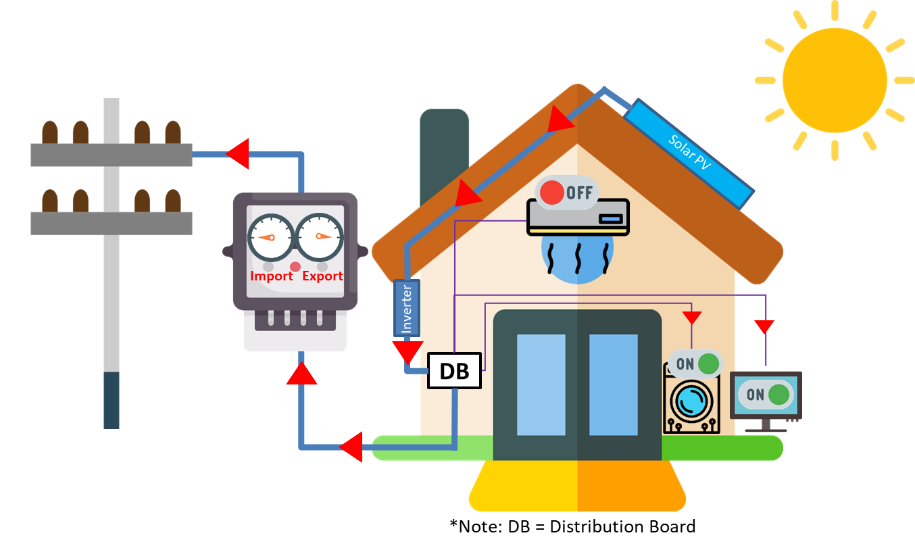 Solar PV
OFF
Import Export
Inverter
DB
ON
ON
*Note: DB = Distribution Board